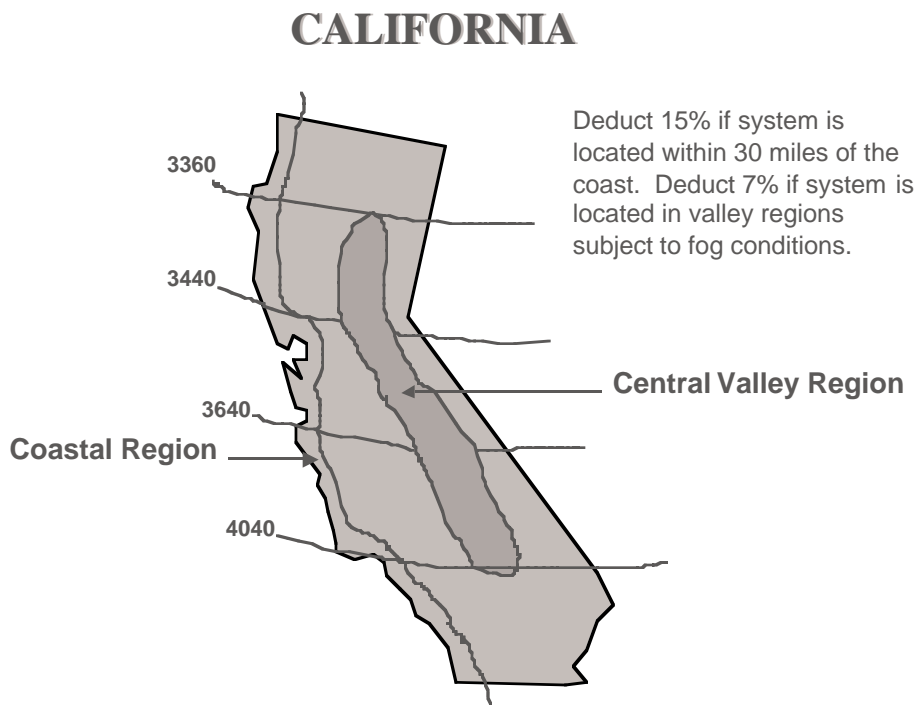 CALIFORNIA
Deduct 15% if system is
located within 30 miles of the
coast. Deduct 7% if system is
located in valley regions
subject to fog conditions.
3360
3440
Central Valley Region
3640
Coastal Region
4040